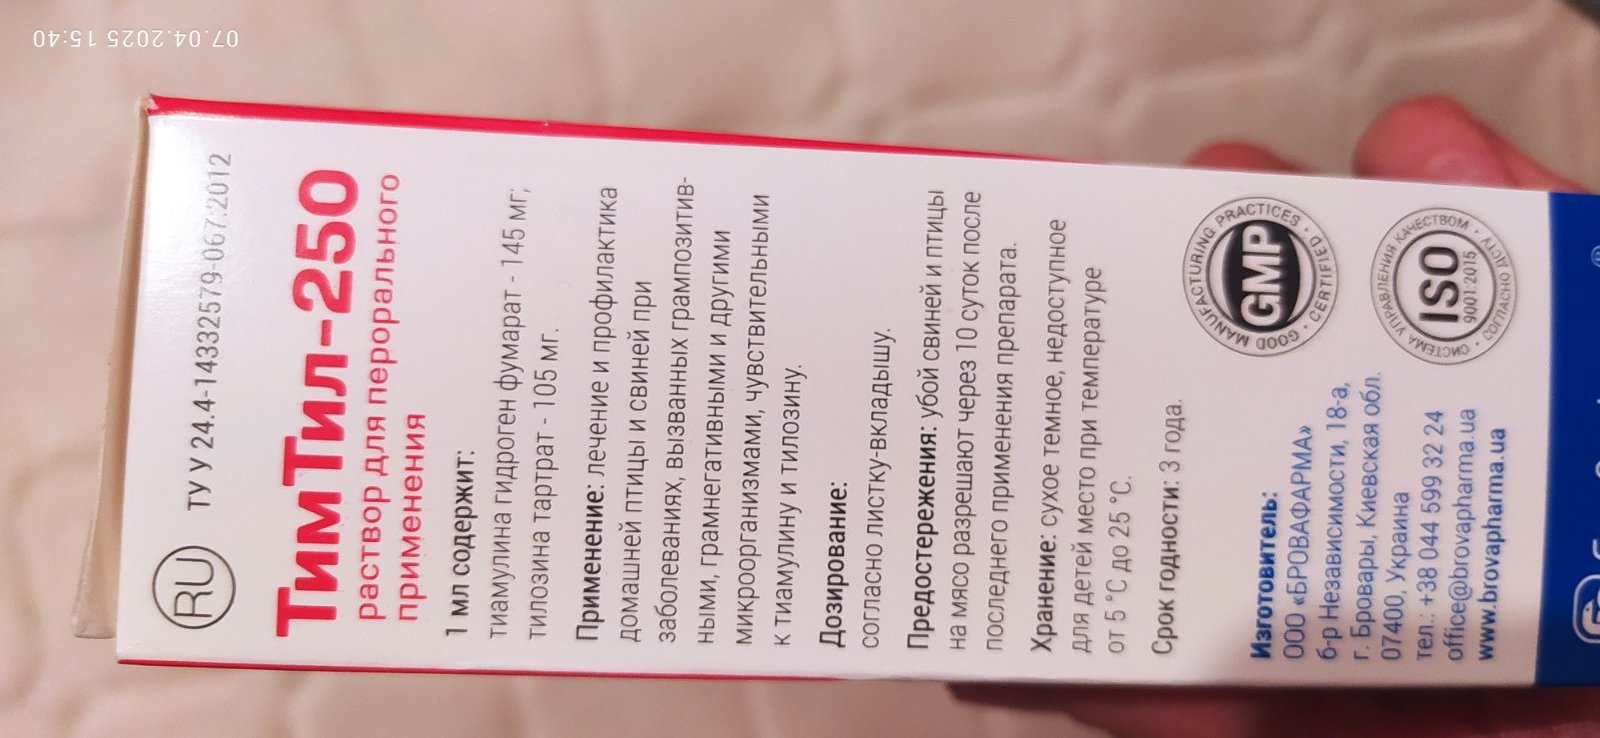 07.04.2025 15:40
RU ТУ У 24.4-14332579-067:2012
ТимТил-250
раствор для перорального
применения
1 мл содержит:
тиамулина гидроген фумарат - 145 мг;
тилозина тартрат - 105 мг.
Применение: лечение и профилактика
домашней птицы и свиней при
заболеваниях, вызванных грампозитив-
ными, грамнегативными и другими
микроорганизмами, чувствительными
к тиамулину и тилозину.
Дозирование:
согласно листку-вкладышу.
Предостережения: убой свиней и птицы
на мясо разрешают через 10 суток после
последнего применения препарата.
Хранение: сухое темное, недоступное
для детей место при температуре
от 5 °C до 25 °C.
Срок годности: 3 года.
Изготовитель:
ООО «БРОВАФАРМА»
б-р Независимости, 18-а,
г. Бровары, Киевская обл.
07400, Украина
тел.: +38 044 599 32 24
Office@brovapharma.ua
www.brovapharma.ua
GOOD MANUFACTURING PRACTICES
GMP
CERTIFIED
СИСТЕМА УПРАВЛЕНИЯ КАЧЕСТВОМ
ISO
9001:2015
СОГЛАСНО ДСТУ